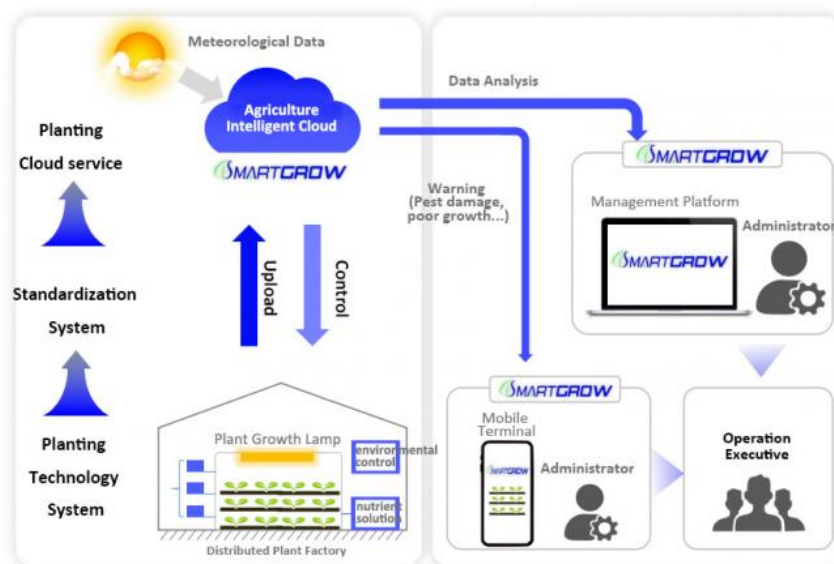 Meteorological Data
Agriculture
Intelligent Cloud
SMARTGROW
Planting
Cloud service
Standardization
System
Planting
Technology
System
Upload
Control
Plant Growth Lamp
environmental
control
nutrient
solution
Distributed Plant Factory
Data Analysis
Warning
(Pest damage,
poor growth...)
SMARTGROW
Management Platform
SMARTGROW
Administrator
SMARTGROW
Mobile
Terminal
SMARTGROW
Administrator
Operation
Executive